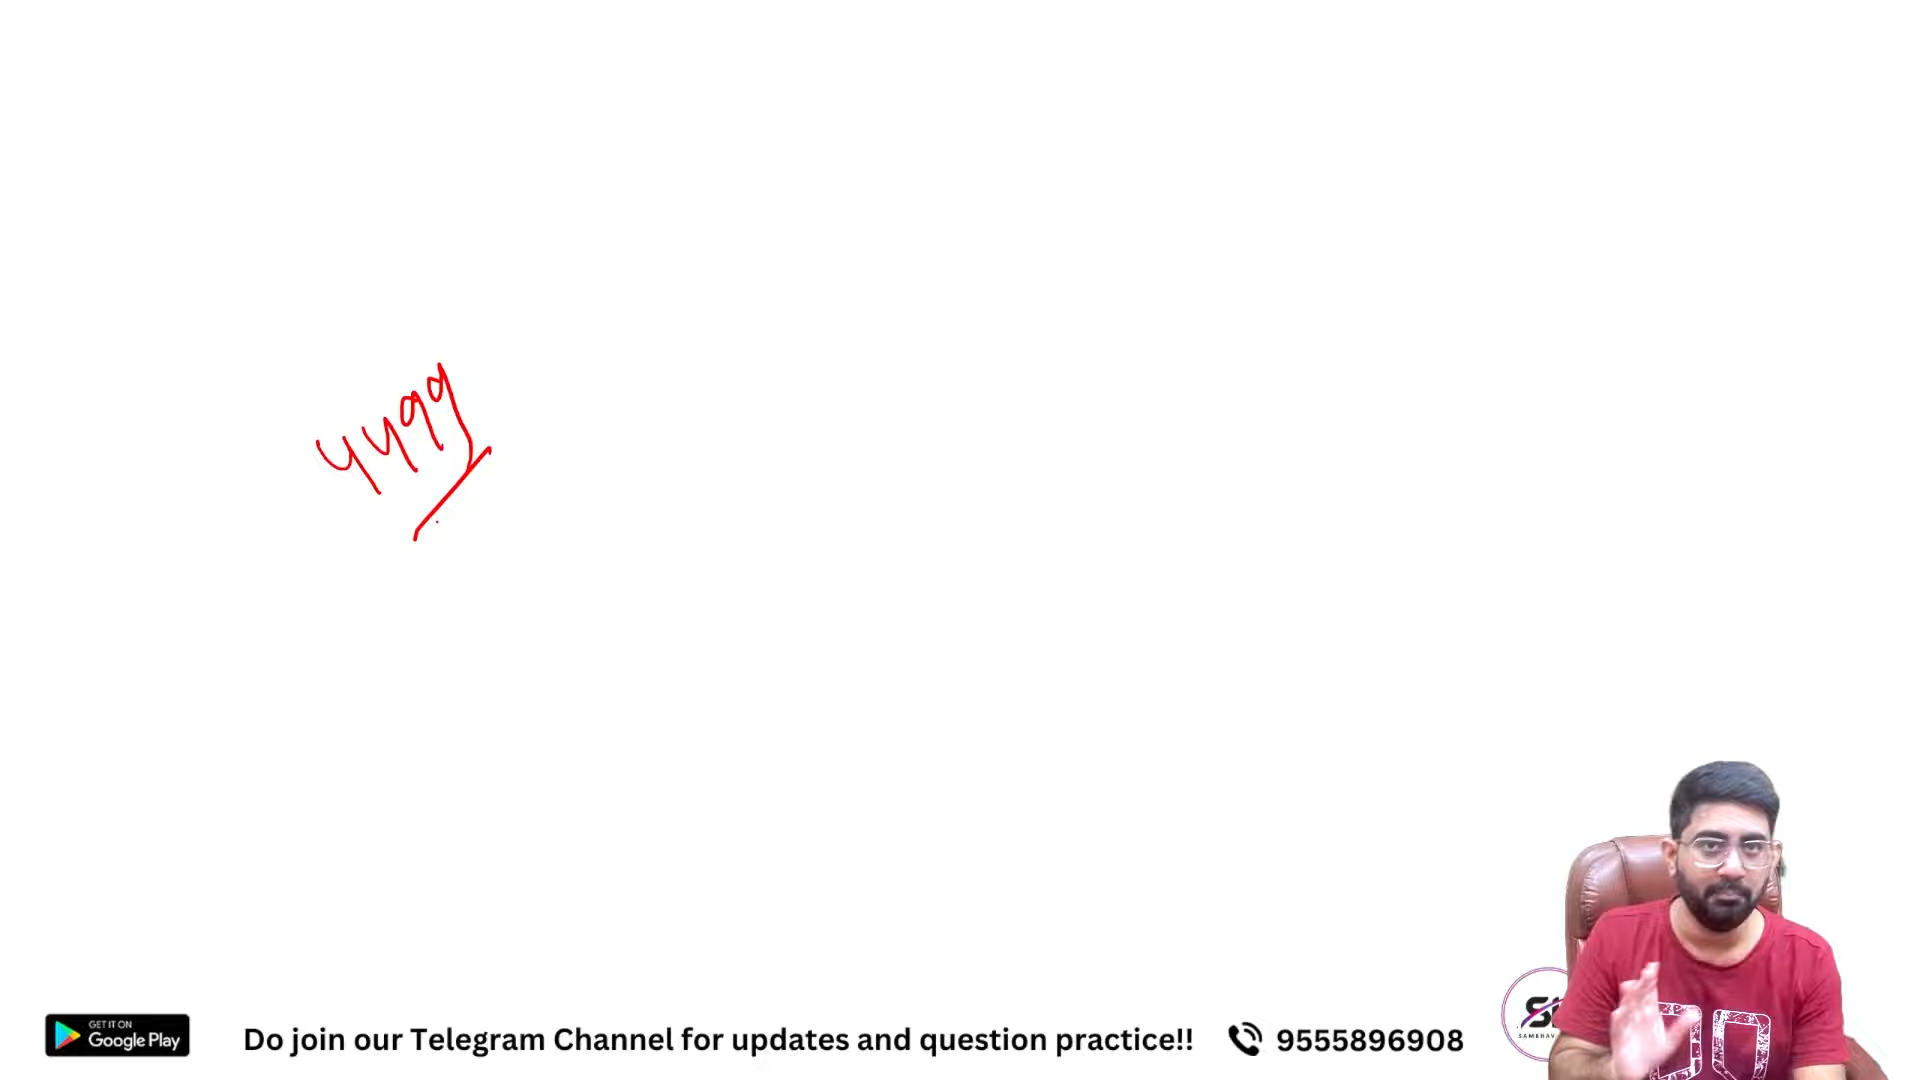 4499
GET IT ON
Google Play
Do join our Telegram Channel for updates and question practice!!
9555896908